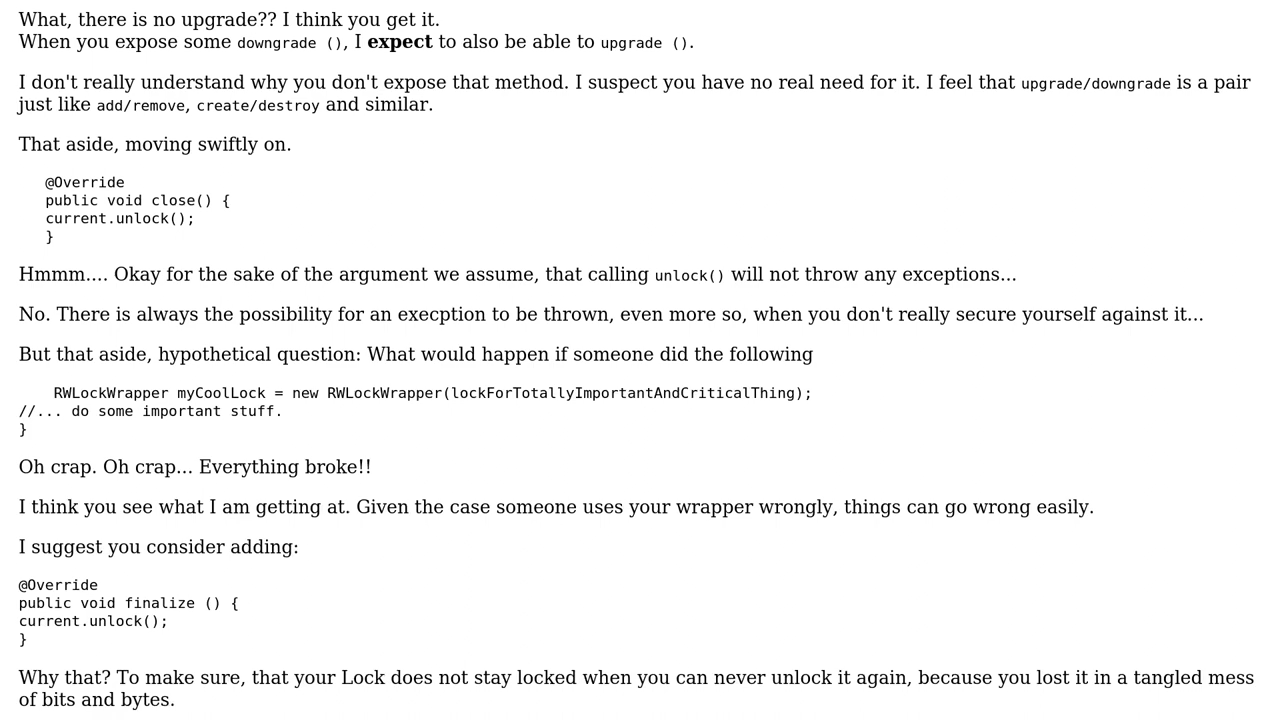 What, there is no upgrade?? I think you get it.
When you expose some downgrade (), I expect to also be able to upgrade ().
I don't really understand why you don't expose that method. I suspect you have no real need for it. I feel that upgrade/downgrade is a pair
just like add/remove, create/destroy and similar.
That aside, moving swiftly on.
@Override
public void close() {
current.unlock();
}
Hmmm.... Okay for the sake of the argument we assume, that calling unlock() will not throw any exceptions...
No. There is always the possibility for an execption to be thrown, even more so, when you don't really secure yourself against it...
But that aside, hypothetical question: What would happen if someone did the following
RWLockWrapper myCoolLock = new RWLockWrapper(lockForTotallyImportantAndCriticalThing);
//... do some important stuff.
}
Oh crap. Oh crap... Everything broke!!
I think you see what I am getting at. Given the case someone uses your wrapper wrongly, things can go wrong easily.
I suggest you consider adding:
@Override
public void finalize () {
current.unlock();
}
Why that? To make sure, that your Lock does not stay locked when you can never unlock it again, because you lost it in a tangled mess
of bits and bytes.